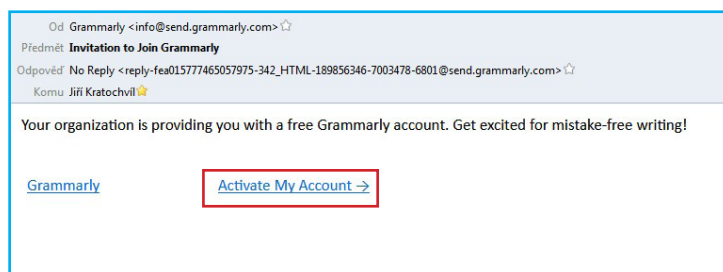 Od Grammarly <info@send.grammarly.com>
Předmět Invitation to Join Grammarly
Odpověď No Reply <reply-fea015777465057975-342_HTML-189856346-7003478-6801@send.grammarly.com>
Komu Jiří Kratochvíl
Your organization is providing you with a free Grammarly account. Get excited for mistake-free writing!
Grammarly Activate My Account →